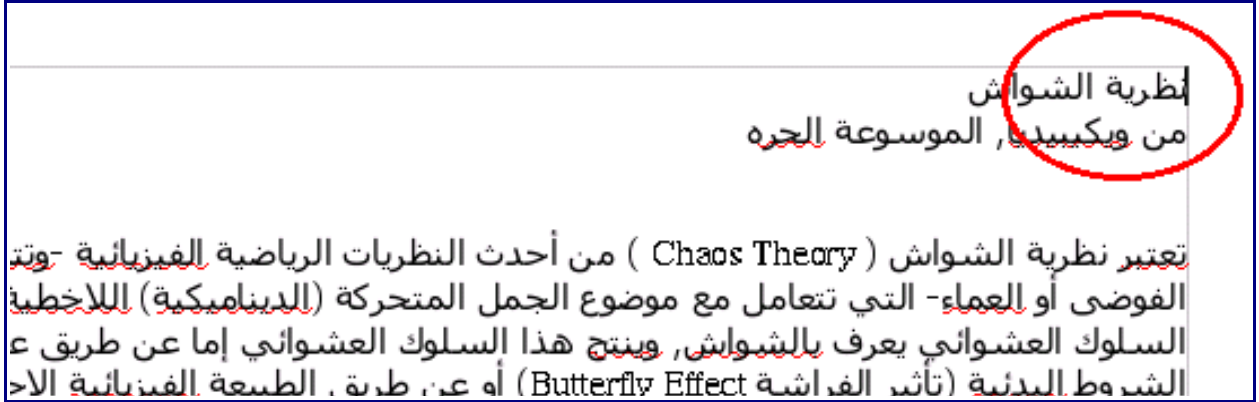 نظرية الشواش
من ويكيبيديا, الموسوعة الحره
تعتبر نظرية الشواش ( Chaos Theory ) من أحدث النظريات الرياضية الفيزيائية -
الفوضى أو العماء- التي تتعامل مع موضوع الجمل المتحركة (الديناميكية) اللاخطية
السلوك العشوائي يعرف بالشواش, وينتج هذا السلوك العشوائي إما عن طريق
الشروط البدئية (تأثير الفراشة Butterfly Effect) أو عن طريق الطبيعة الفيزيائية